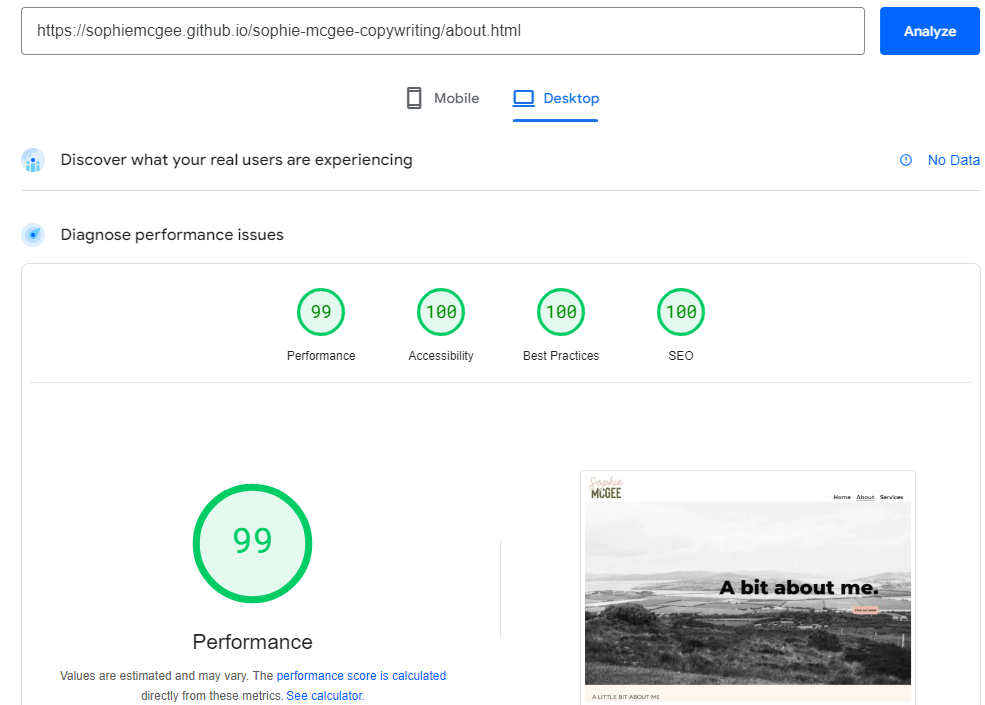 https://sophiemcgee.github.io/sophie-mcgee-copywriting/about.html
Analyze
Mobile
Desktop
Discover what your real users are experiencing
No Data
Diagnose performance issues
99
100
100
100
Performance
Accessibility
Best Practices
SEO
99
Performance
Values are estimated and may vary. The performance score is calculated
directly from these metrics. See calculator.
Sophie
MCGEE
Home About Services
A bit about me.
A LITTLE BIT ABOUT ME